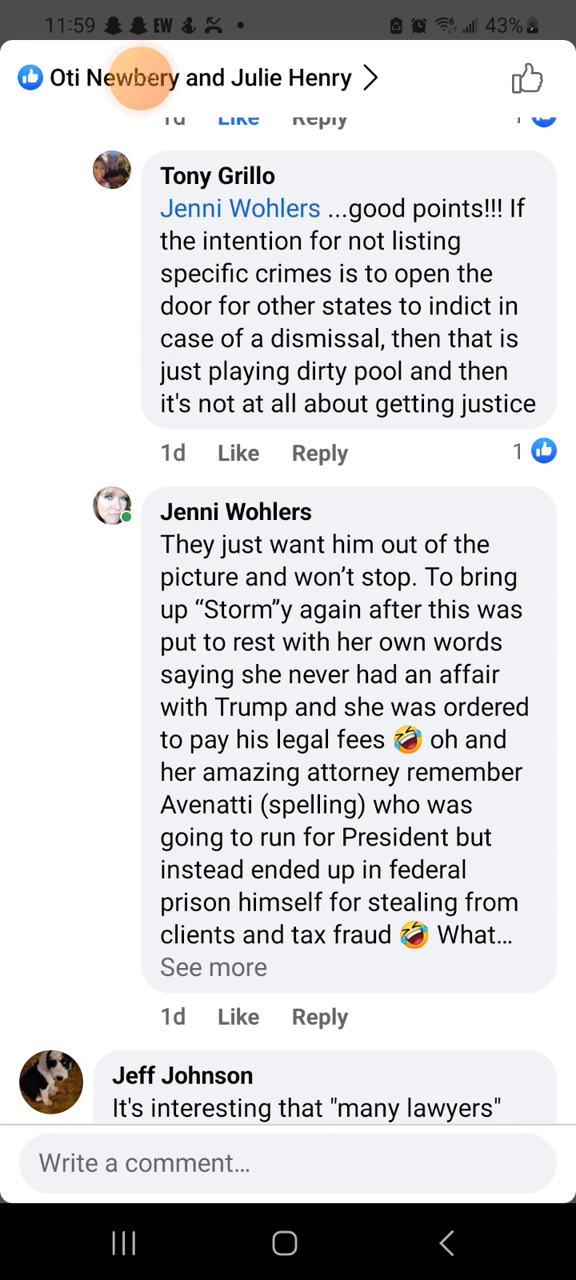 11:59 EW 43%
Oti Newbery and Julie Henry
1d Like Reply 1
Tony Grillo
Jenni Wohlers ...good points!!! If
the intention for not listing
specific crimes is to open the
door for other states to indict in
case of a dismissal, then that is
just playing dirty pool and then
it's not at all about getting justice
1d Like Reply 1
Jenni Wohlers
They just want him out of the
picture and won’t stop. To bring
up “Storm”y again after this was
put to rest with her own words
saying she never had an affair
with Trump and she was ordered
to pay his legal fees 🤣 oh and
her amazing attorney remember
Avenatti (spelling) who was
going to run for President but
instead ended up in federal
prison himself for stealing from
clients and tax fraud 🤣 What...
See more
1d Like Reply
Jeff Johnson
It's interesting that "many lawyers"
Write a comment...